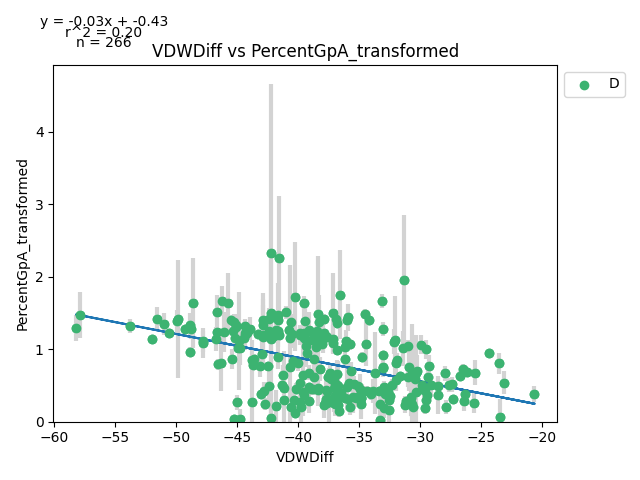 y = -0.03x + -0.43
r^2 = 0.20
n = 266
VDWDiff vs PercentGpA_transformed
D
PercentGpA_transformed
4
3
2
1
0
−60 −55 −50 −45 −40 −35 −30 −25 −20
VDWDiff